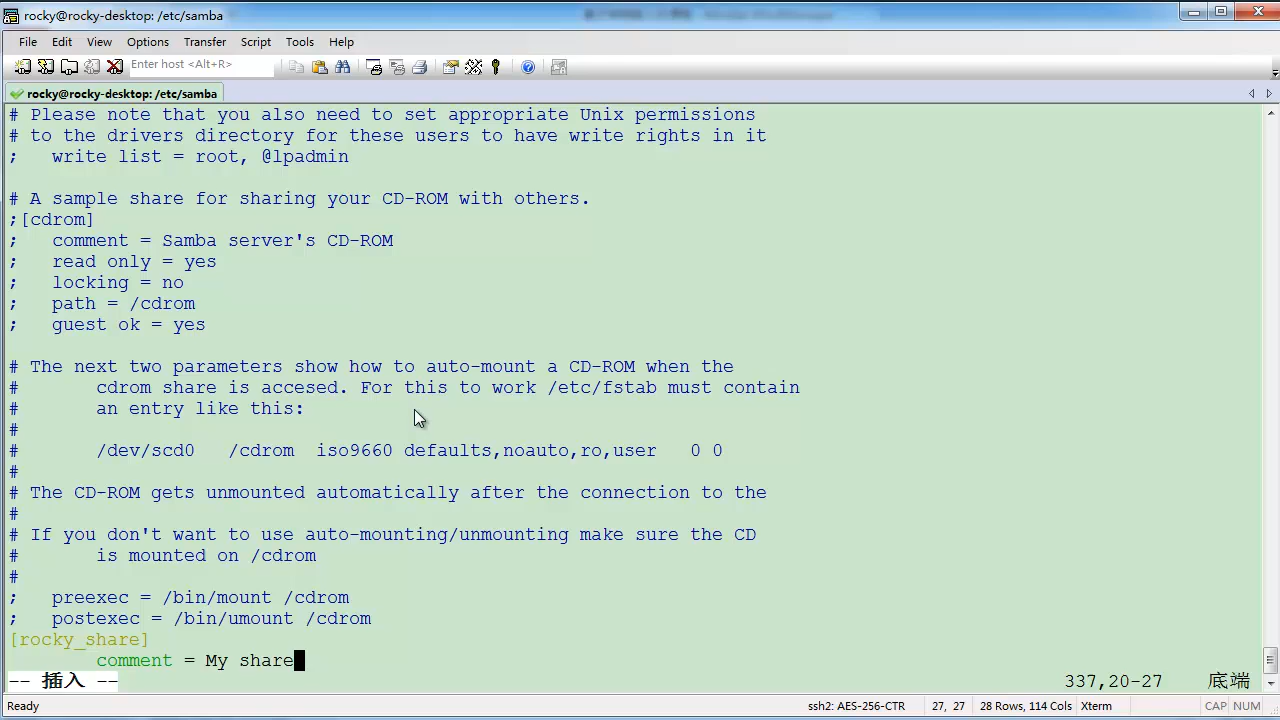 rocky@rocky-desktop: /etc/samba
File Edit View Options Transfer Script Tools Help
Enter host <Alt+R>
rocky@rocky-desktop: /etc/samba
# Please note that you also need to set appropriate Unix permissions
# to the drivers directory for these users to have write rights in it
;   write list = root, @lpadmin
# A sample share for sharing your CD-ROM with others.
;[cdrom]
;   comment = Samba server's CD-ROM
;   read only = yes
;   locking = no
;   path = /cdrom
;   guest ok = yes
# The next two parameters show how to auto-mount a CD-ROM when the
#       cdrom share is accesed. For this to work /etc/fstab must contain
#       an entry like this:
#
#       /dev/scd0   /cdrom  iso9660 defaults,noauto,ro,user   0 0
#
# The CD-ROM gets unmounted automatically after the connection to the
#
# If you don't want to use auto-mounting/unmounting make sure the CD
#       is mounted on /cdrom
#
;   preexec = /bin/mount /cdrom
;   postexec = /bin/umount /cdrom
[rocky_share]
        comment = My share
-- 插入 -- 337,20-27 底端
Ready ssh2: AES-256-CTR 27, 27 28 Rows, 114 Cols Xterm CAP NUM